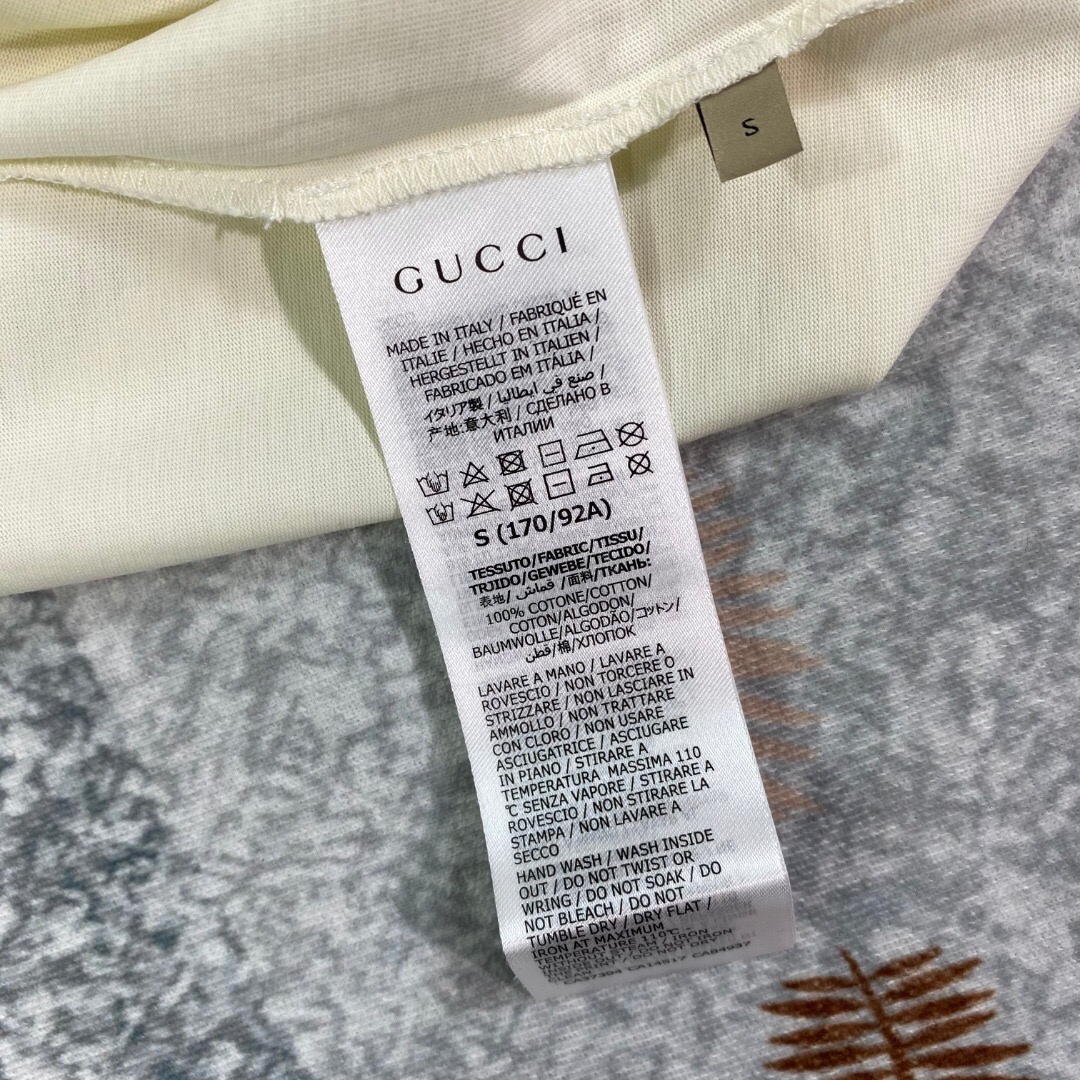 S
GUCCI
MADE IN ITALY / FABRIQUÉ EN
ITALIE / HECHO EN ITALIA /
HERGESTELLT IN ITALIEN /
FABRICADO EM ITÁLIA /
イタリア製 / صنع في ايطاليا /
产地:意大利 / СДЕЛАНО В
ИТАЛИИ
S (170/92A)
TESSUTO/FABRIC/TISSU/
TRJIDO/GEWEBE/TECIDO/
表地/ قماش /面料/ТКАНЬ:
100% COTONE/COTTON/
COTON/ALGODON/
BAUMWOLLE/ALGODÃO/コットン/
قطن/棉/ХЛОПОК
LAVARE A MANO / LAVARE A
ROVESCIO / NON TORCERE O
STRIZZARE / NON LASCIARE IN
AMMOLLO / NON TRATTARE
CON CLORO / NON USARE
ASCIUGATRICE / ASCIUGARE
IN PIANO / STIRARE A
TEMPERATURA MASSIMA 110
℃ SENZA VAPORE / STIRARE A
ROVESCIO / NON STIRARE LA
STAMPA / NON LAVARE A
SECCO
HAND WASH / WASH INSIDE
OUT / DO NOT TWIST OR
WRING / DO NOT SOAK / DO
NOT BLEACH / DO NOT
TUMBLE DRY / DRY FLAT /
IRON AT MAXIMUM
TEMPERATURE 110℃